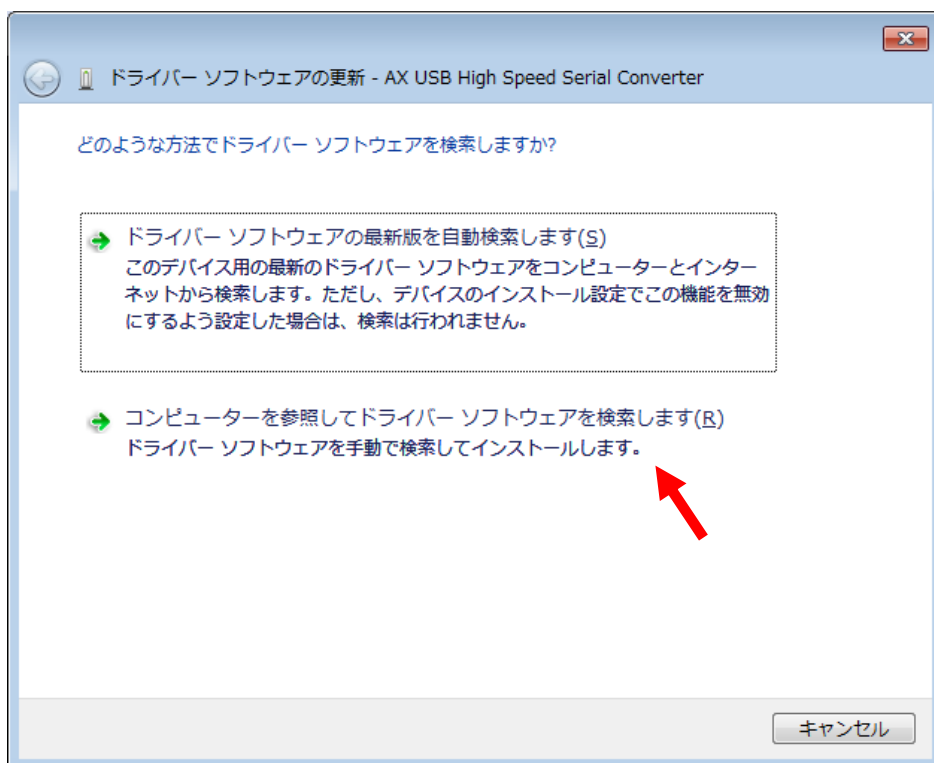 ドライバー ソフトウェアの更新 - AX USB High Speed Serial Converter
どのような方法でドライバー ソフトウェアを検索しますか?
ドライバー ソフトウェアの最新版を自動検索します(S)
このデバイス用の最新のドライバー ソフトウェアをコンピューターとインター
ネットから検索します。ただし、デバイスのインストール設定でこの機能を無効
にするよう設定した場合は、検索は行われません。
コンピューターを参照してドライバー ソフトウェアを検索します(R)
ドライバー ソフトウェアを手動で検索してインストールします。
キャンセル